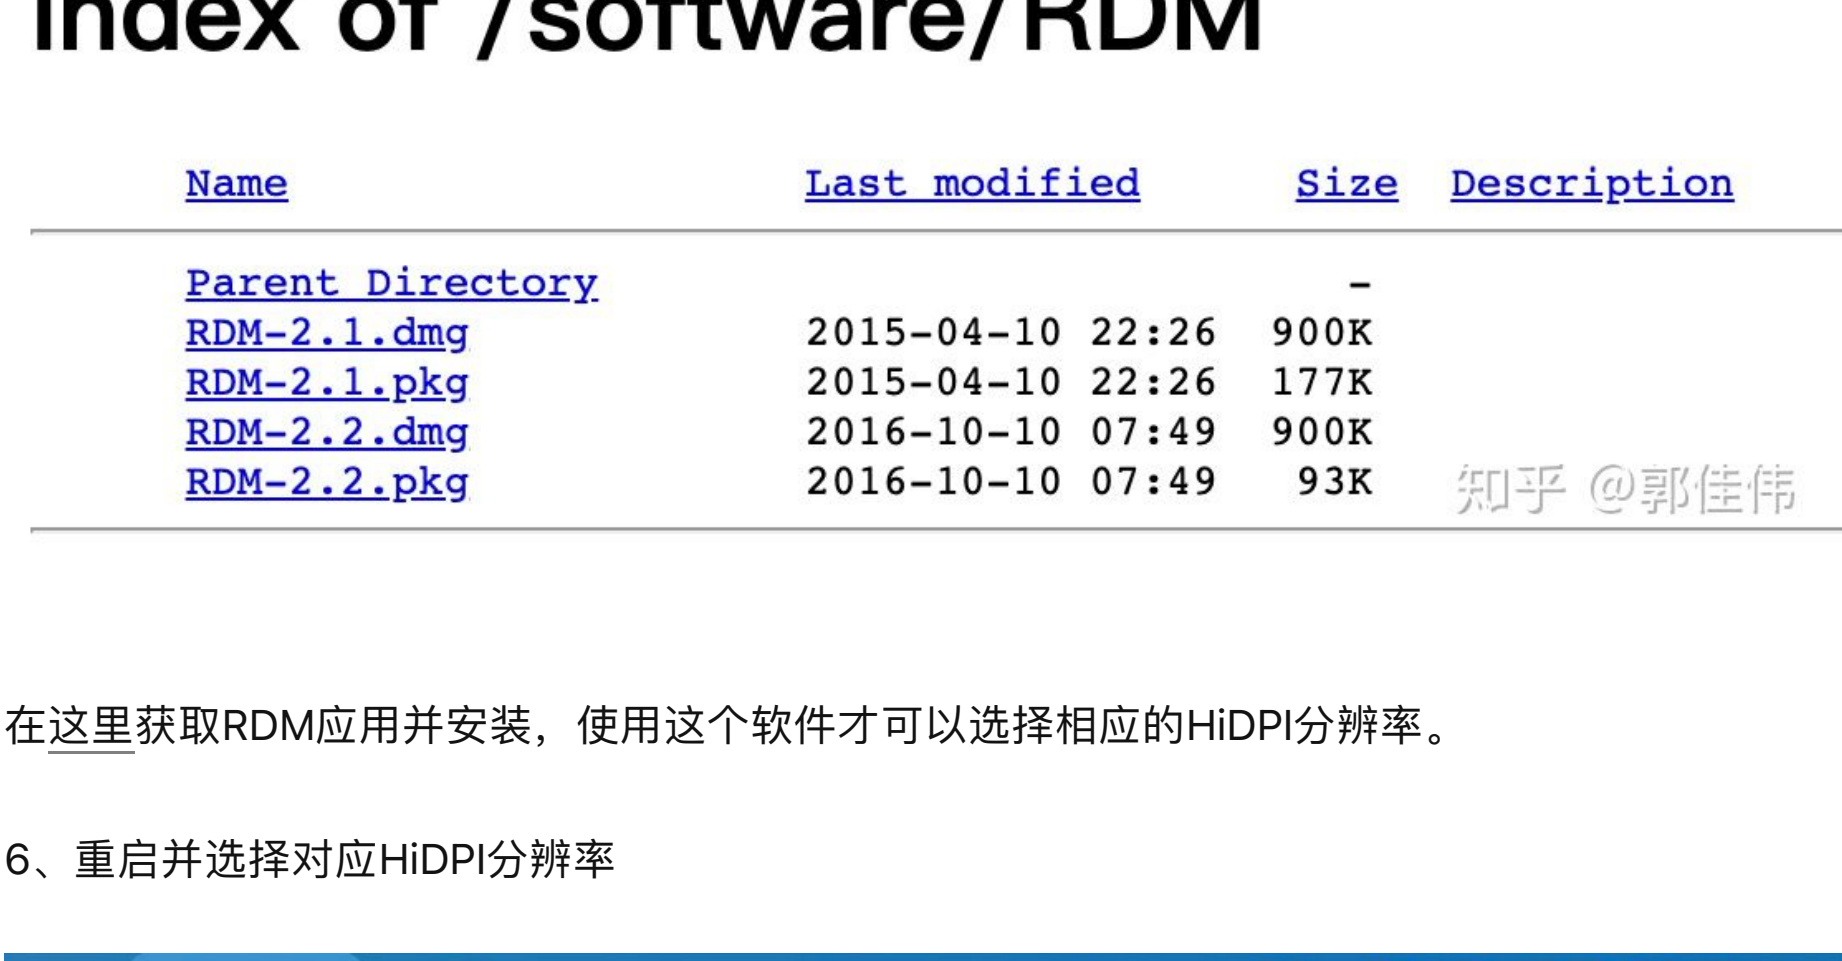 Index of /software/RDM
Name Last modified Size Description
Parent Directory -
RDM-2.1.dmg 2015-04-10 22:26 900K
RDM-2.1.pkg 2015-04-10 22:26 177K
RDM-2.2.dmg 2016-10-10 07:49 900K
RDM-2.2.pkg 2016-10-10 07:49 93K
知乎 @郭佳伟
在这里获取RDM应用并安装，使用这个软件才可以选择相应的HiDPI分辨率。
6、重启并选择对应HiDPI分辨率